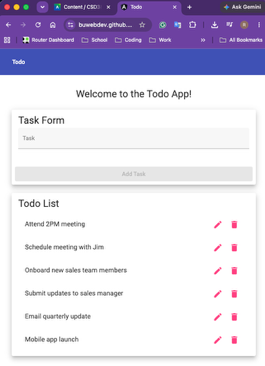 Content / CSD3
Todo
Ask Gemini
buwebdev.github....
Router Dashboard
School
Coding
Work
All Bookmarks
Todo
Welcome to the Todo App!
Task Form
Task
Add Task
Todo List
Attend 2PM meeting
Schedule meeting with Jim
Onboard new sales team members
Submit updates to sales manager
Email quarterly update
Mobile app launch